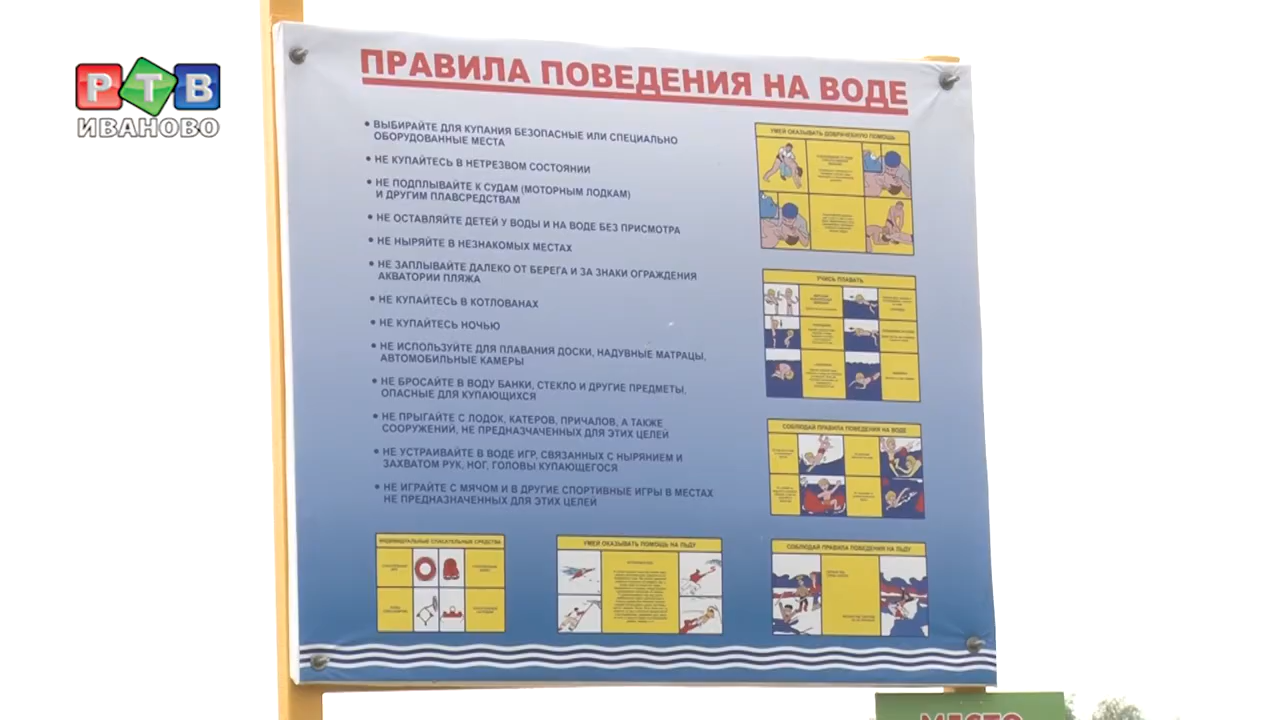 РТВ
ИВАНОВО
ПРАВИЛА ПОВЕДЕНИЯ НА ВОДЕ
• ВЫБИРАЙТЕ ДЛЯ КУПАНИЯ БЕЗОПАСНЫЕ ИЛИ СПЕЦИАЛЬНО
ОБОРУДОВАННЫЕ МЕСТА
• НЕ КУПАЙТЕСЬ В НЕТРЕЗВОМ СОСТОЯНИИ
• НЕ ПОДПЛЫВАЙТЕ К СУДАМ (МОТОРНЫМ ЛОДКАМ)
И ДРУГИМ ПЛАВСРЕДСТВАМ
• НЕ ОСТАВЛЯЙТЕ ДЕТЕЙ У ВОДЫ И НА ВОДЕ БЕЗ ПРИСМОТРА
• НЕ НЫРЯЙТЕ В НЕЗНАКОМЫХ МЕСТАХ
• НЕ ЗАПЛЫВАЙТЕ ДАЛЕКО ОТ БЕРЕГА И ЗА ЗНАКИ ОГРАЖДЕНИЯ
АКВАТОРИИ ПЛЯЖА
• НЕ КУПАЙТЕСЬ В КОТЛОВАНАХ
• НЕ КУПАЙТЕСЬ НОЧЬЮ
• НЕ ИСПОЛЬЗУЙТЕ ДЛЯ ПЛАВАНИЯ ДОСКИ, НАДУВНЫЕ МАТРАЦЫ,
АВТОМОБИЛЬНЫЕ КАМЕРЫ
• НЕ БРОСАЙТЕ В ВОДУ БАНКИ, СТЕКЛО И ДРУГИЕ ПРЕДМЕТЫ,
ОПАСНЫЕ ДЛЯ КУПАЮЩИХСЯ
• НЕ ПРЫГАЙТЕ С ЛОДОК, КАТЕРОВ, ПРИЧАЛОВ, А ТАКЖЕ
СООРУЖЕНИЙ, НЕ ПРЕДНАЗНАЧЕННЫХ ДЛЯ ЭТИХ ЦЕЛЕЙ
• НЕ УСТРАИВАЙТЕ В ВОДЕ ИГР, СВЯЗАННЫХ С НЫРЯНИЕМ И
ЗАХВАТОМ РУК, НОГ, ГОЛОВЫ КУПАЮЩЕГОСЯ
• НЕ ИГРАЙТЕ С МЯЧОМ И В ДРУГИЕ СПОРТИВНЫЕ ИГРЫ В МЕСТАХ
НЕ ПРЕДНАЗНАЧЕННЫХ ДЛЯ ЭТИХ ЦЕЛЕЙ
УМЕЙ ОКАЗЫВАТЬ ДОВРАЧЕБНУЮ ПОМОЩЬ
УЧИСЬ ПЛАВАТЬ
СОБЛЮДАЙ ПРАВИЛА ПОВЕДЕНИЯ НА ВОДЕ
ИНДИВИДУАЛЬНЫЕ СПАСАТЕЛЬНЫЕ СРЕДСТВА
УМЕЙ ОКАЗЫВАТЬ ПОМОЩЬ НА ЛЬДУ
СОБЛЮДАЙ ПРАВИЛА ПОВЕДЕНИЯ НА ЛЬДУ
МЕСТО